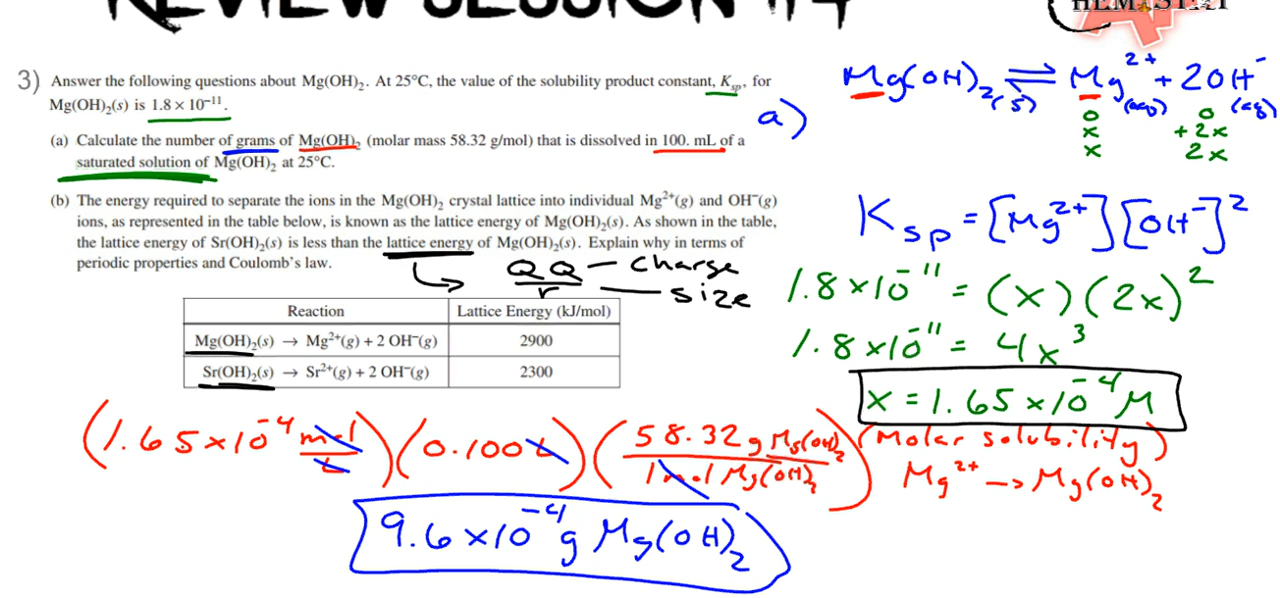 REVIEW SESSION #4
3) Answer the following questions about Mg(OH)₂. At 25°C, the value of the solubility product constant, Kₛₚ, for
Mg(OH)₂(s) is 1.8 × 10⁻¹¹.
(a) Calculate the number of grams of Mg(OH)₂ (molar mass 58.32 g/mol) that is dissolved in 100. mL of a
saturated solution of Mg(OH)₂ at 25°C.
(b) The energy required to separate the ions in the Mg(OH)₂ crystal lattice into individual Mg²⁺(g) and OH⁻(g)
ions, as represented in the table below, is known as the lattice energy of Mg(OH)₂(s). As shown in the table,
the lattice energy of Sr(OH)₂(s) is less than the lattice energy of Mg(OH)₂(s). Explain why in terms of
periodic properties and Coulomb's law.
QQ — charge
r — size
Reaction Lattice Energy (kJ/mol)
Mg(OH)₂(s) → Mg²⁺(g) + 2 OH⁻(g) 2900
Sr(OH)₂(s) → Sr²⁺(g) + 2 OH⁻(g) 2300
a) Mg(OH)₂(s) ⇌ Mg²⁺(aq) + 2OH⁻(aq)
0 0
x +2x
x 2x
Ksp = [Mg²⁺][OH⁻]²
1.8×10⁻¹¹ = (x)(2x)²
1.8×10⁻¹¹ = 4x³
x = 1.65×10⁻⁴ M
(Molar solubility)
Mg²⁺ → Mg(OH)₂
(1.65×10⁻⁴ mol/L)(0.100L)(58.32g Mg(OH)₂/1mol Mg(OH)₂)
9.6×10⁻⁴ g Mg(OH)₂